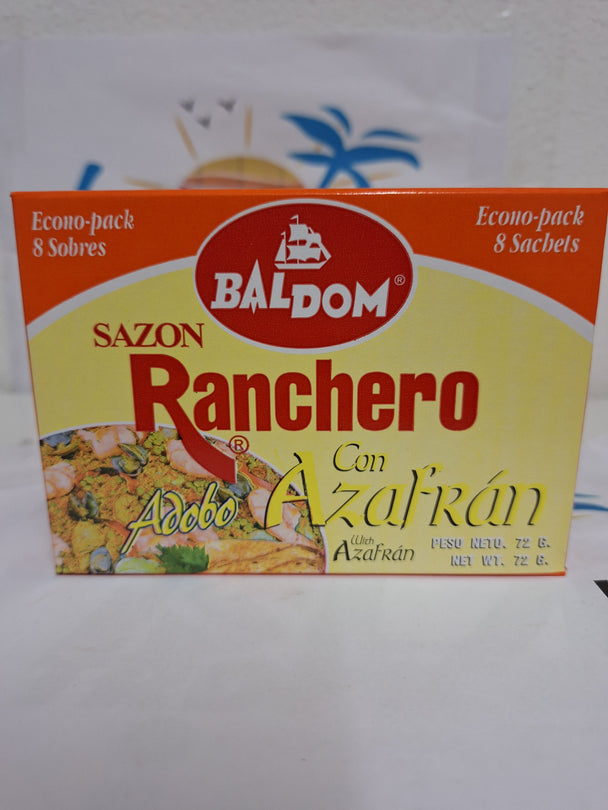 Econo-pack
8 Sobres
BALDOM®
Econo-pack
8 Sachets
SAZON
Ranchero
®
Adobo
Con
Azafrán
With
Azafrán
PESO NETO. 72 G.
NET WT. 72 G.